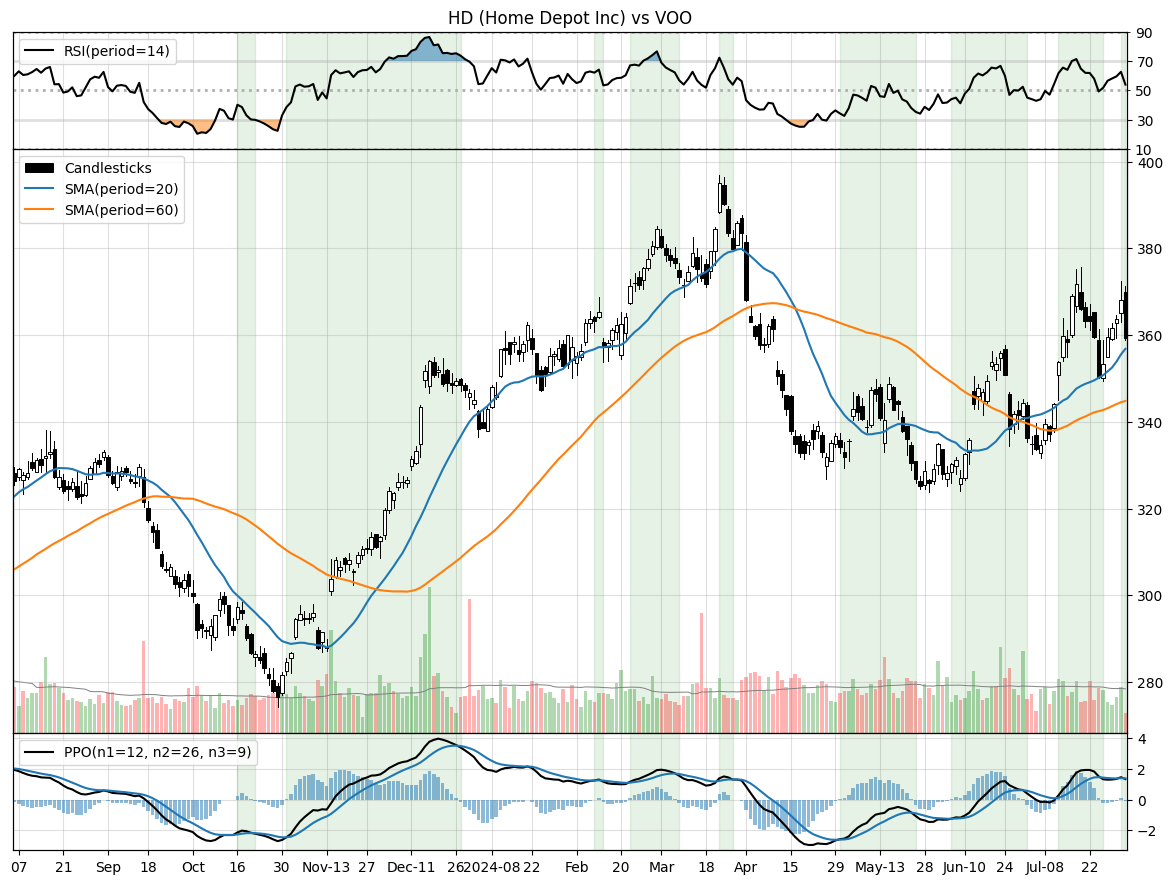 HD (Home Depot Inc) vs VOO
RSI(period=14)
90
70
50
30
10
Candlesticks
SMA(period=20)
SMA(period=60)
400
380
360
340
320
300
280
PPO(n1=12, n2=26, n3=9)
4
2
0
−2
07 21 Sep 18 Oct 16 30 Nov-13 27 Dec-11 26 2024-08 22 Feb 20 Mar 18 Apr 15 29 May-13 28 Jun-10 24 Jul-08 22